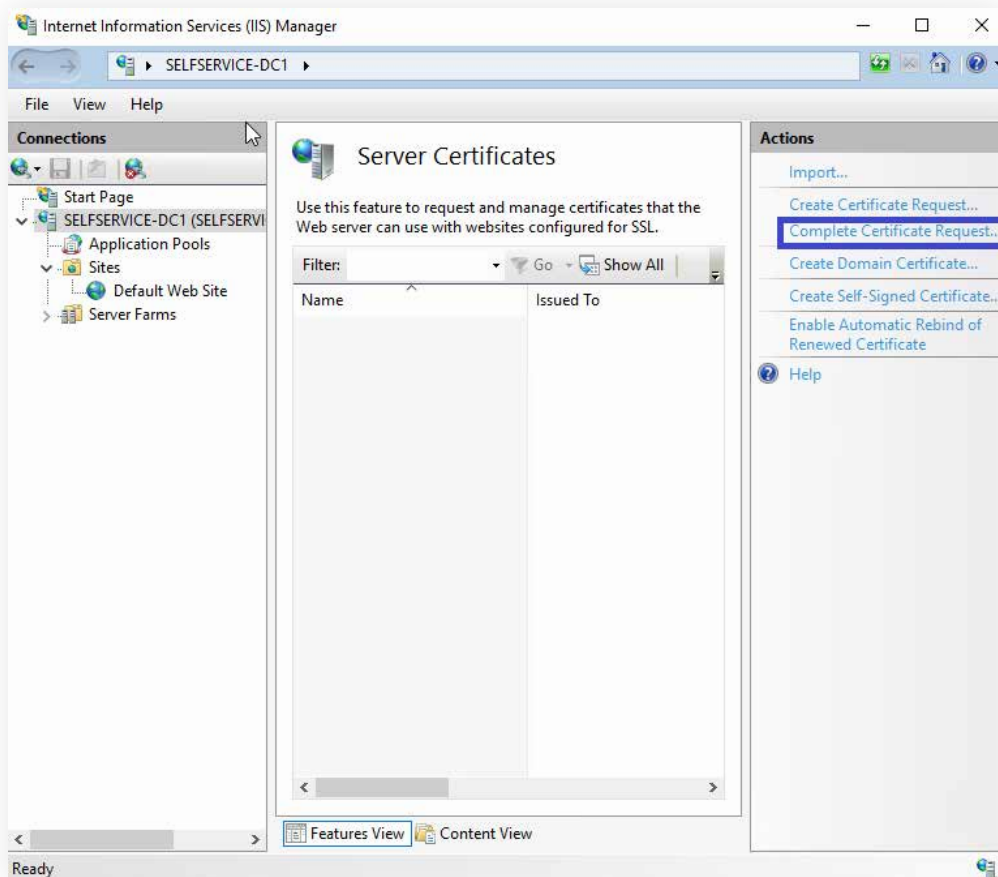 Internet Information Services (IIS) Manager
SELFSERVICE-DC1
File View Help
Connections
Start Page
SELFSERVICE-DC1 (SELFSERVI
Application Pools
Sites
Default Web Site
Server Farms
Server Certificates
Use this feature to request and manage certificates that the
Web server can use with websites configured for SSL.
Filter: Go Show All
Name Issued To
Features View Content View
Actions
Import...
Create Certificate Request...
Complete Certificate Request...
Create Domain Certificate...
Create Self-Signed Certificate...
Enable Automatic Rebind of
Renewed Certificate
Help
Ready